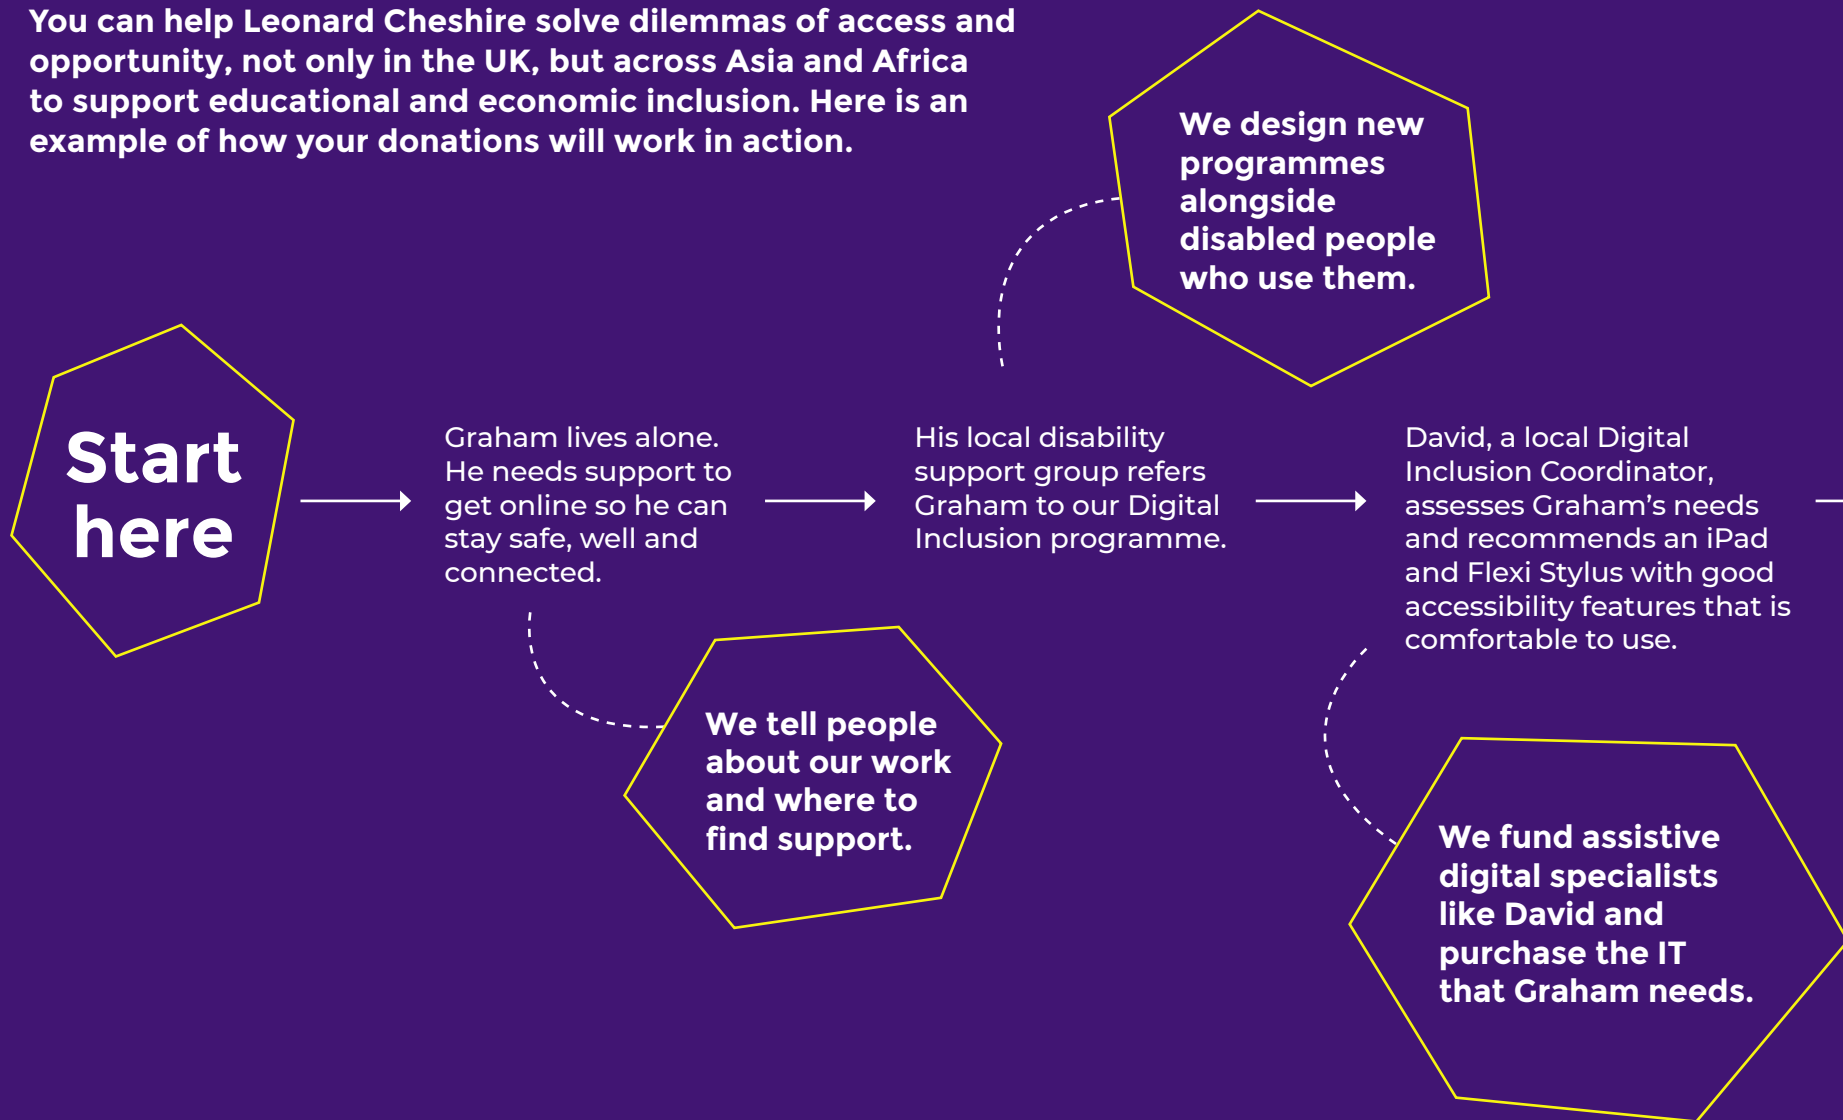 You can help Leonard Cheshire solve dilemmas of access and
opportunity, not only in the UK, but across Asia and Africa
to support educational and economic inclusion. Here is an
example of how your donations will work in action.
We design new
programmes
alongside
disabled people
who use them.
Start
here
Graham lives alone.
He needs support to
get online so he can
stay safe, well and
connected.
His local disability
support group refers
Graham to our Digital
Inclusion programme.
David, a local Digital
Inclusion Coordinator,
assesses Graham’s needs
and recommends an iPad
and Flexi Stylus with good
accessibility features that is
comfortable to use.
We tell people
about our work
and where to
find support.
We fund assistive
digital specialists
like David and
purchase the IT
that Graham needs.